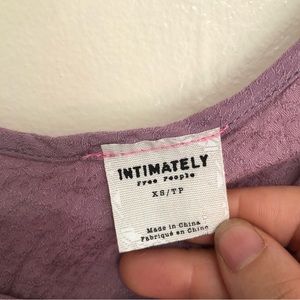 INTIMATELY
Free People
XS/TP
Made in China
Fabriqué en Chine